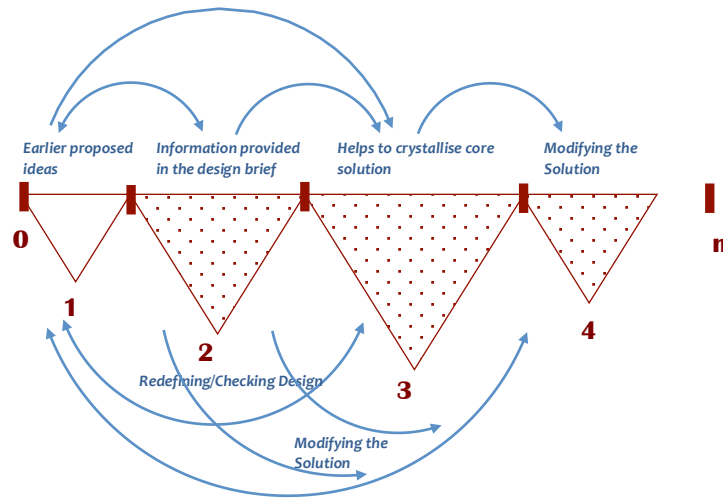 Earlier proposed
ideas
Information provided
in the design brief
Helps to crystallise core
solution
Modifying the
Solution
0
1
2
3
4
n
Redefining/Checking Design
Modifying the
Solution